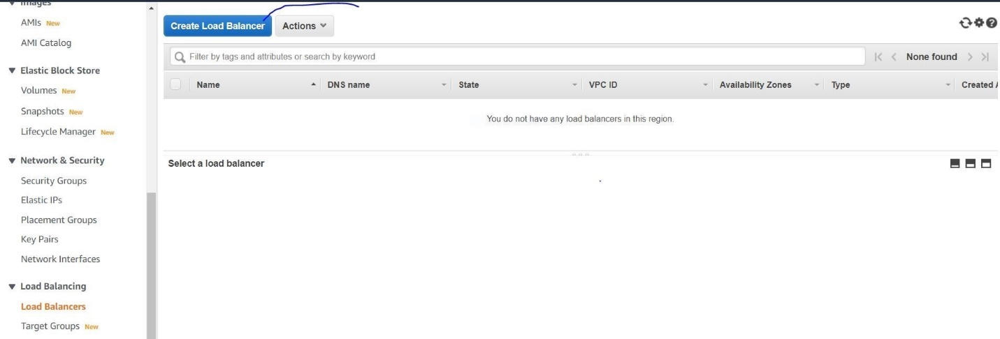 Images
AMIs New
AMI Catalog
Elastic Block Store
Volumes New
Snapshots New
Lifecycle Manager New
Network & Security
Security Groups
Elastic IPs
Placement Groups
Key Pairs
Network Interfaces
Load Balancing
Load Balancers
Target Groups New
Create Load Balancer Actions
Filter by tags and attributes or search by keyword None found
Name DNS name State VPC ID Availability Zones Type Created A
You do not have any load balancers in this region.
Select a load balancer